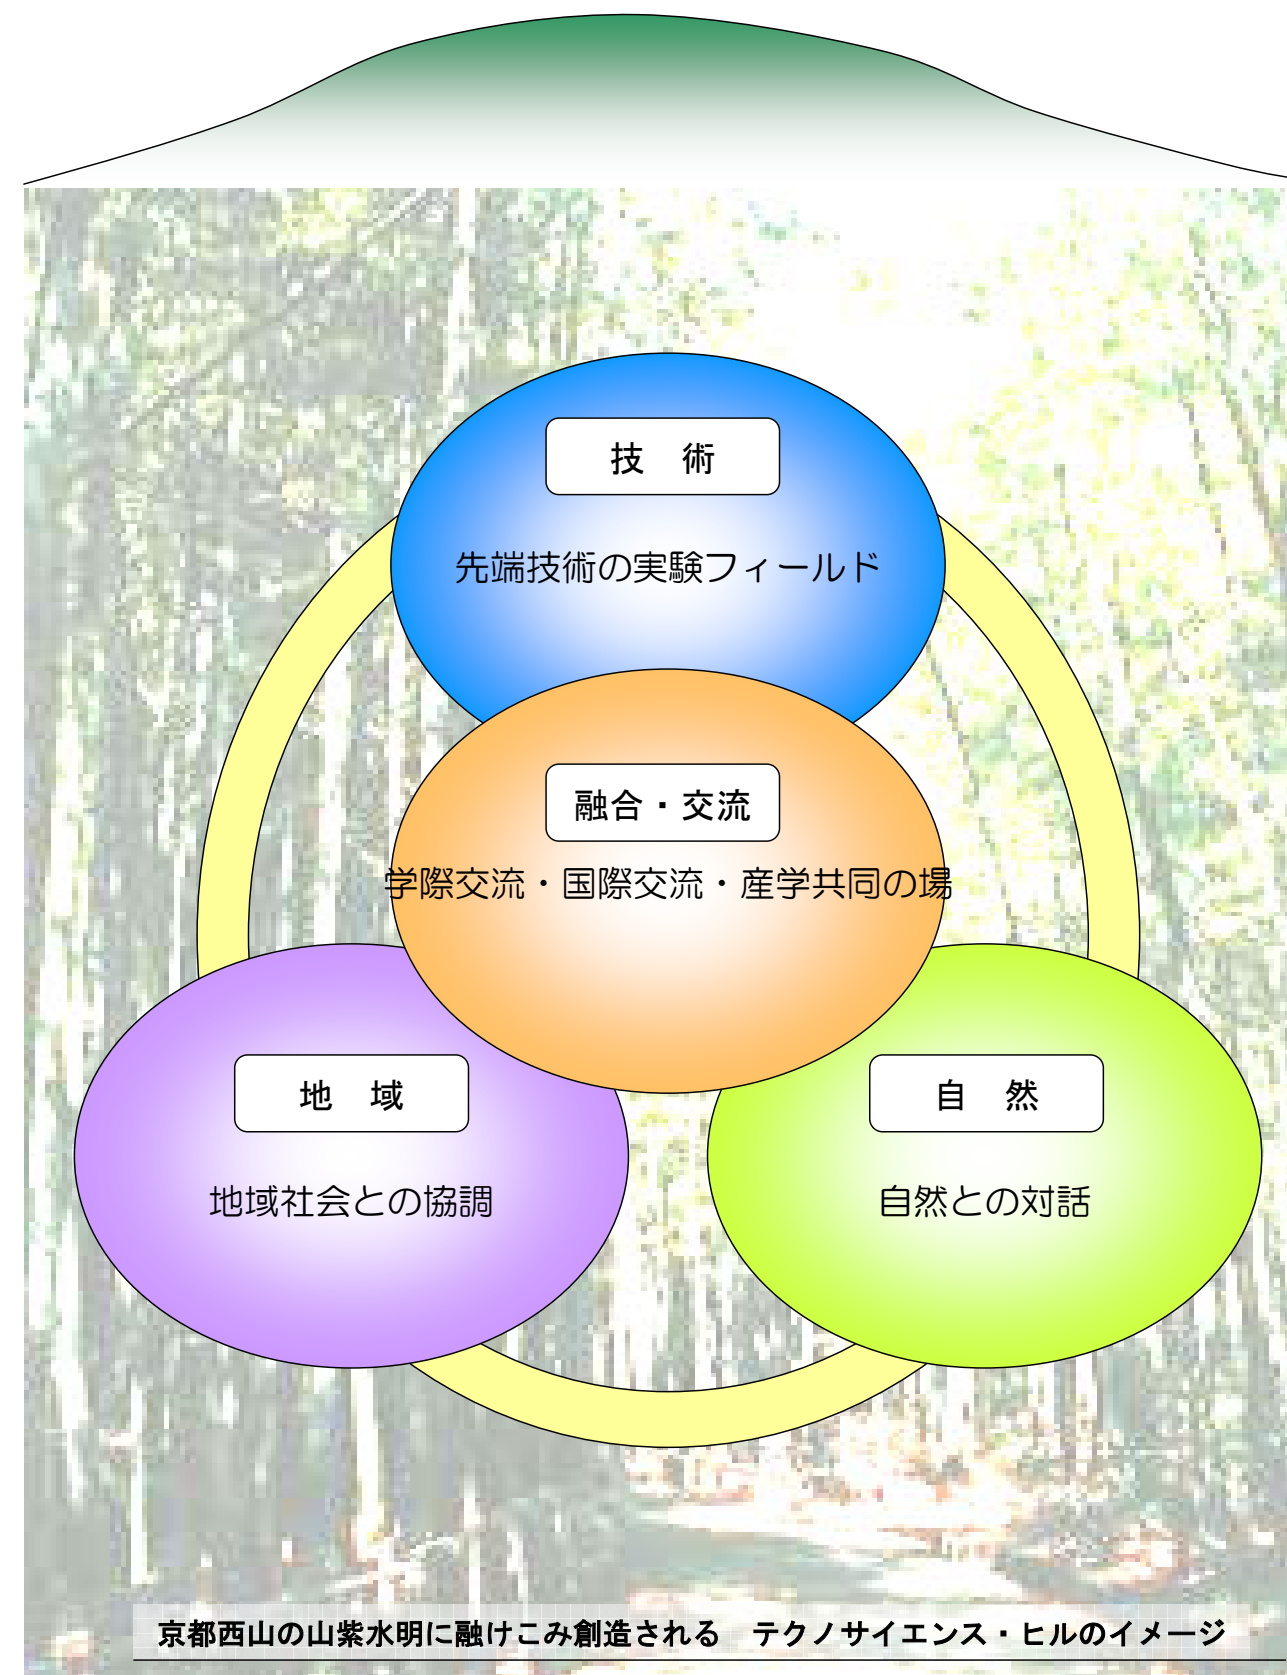 技　術
先端技術の実験フィールド
融合・交流
学際交流・国際交流・産学共同の場
地　域
地域社会との協調
自　然
自然との対話
京都西山の山紫水明に融けこみ創造される　テクノサイエンス・ヒルのイメージ